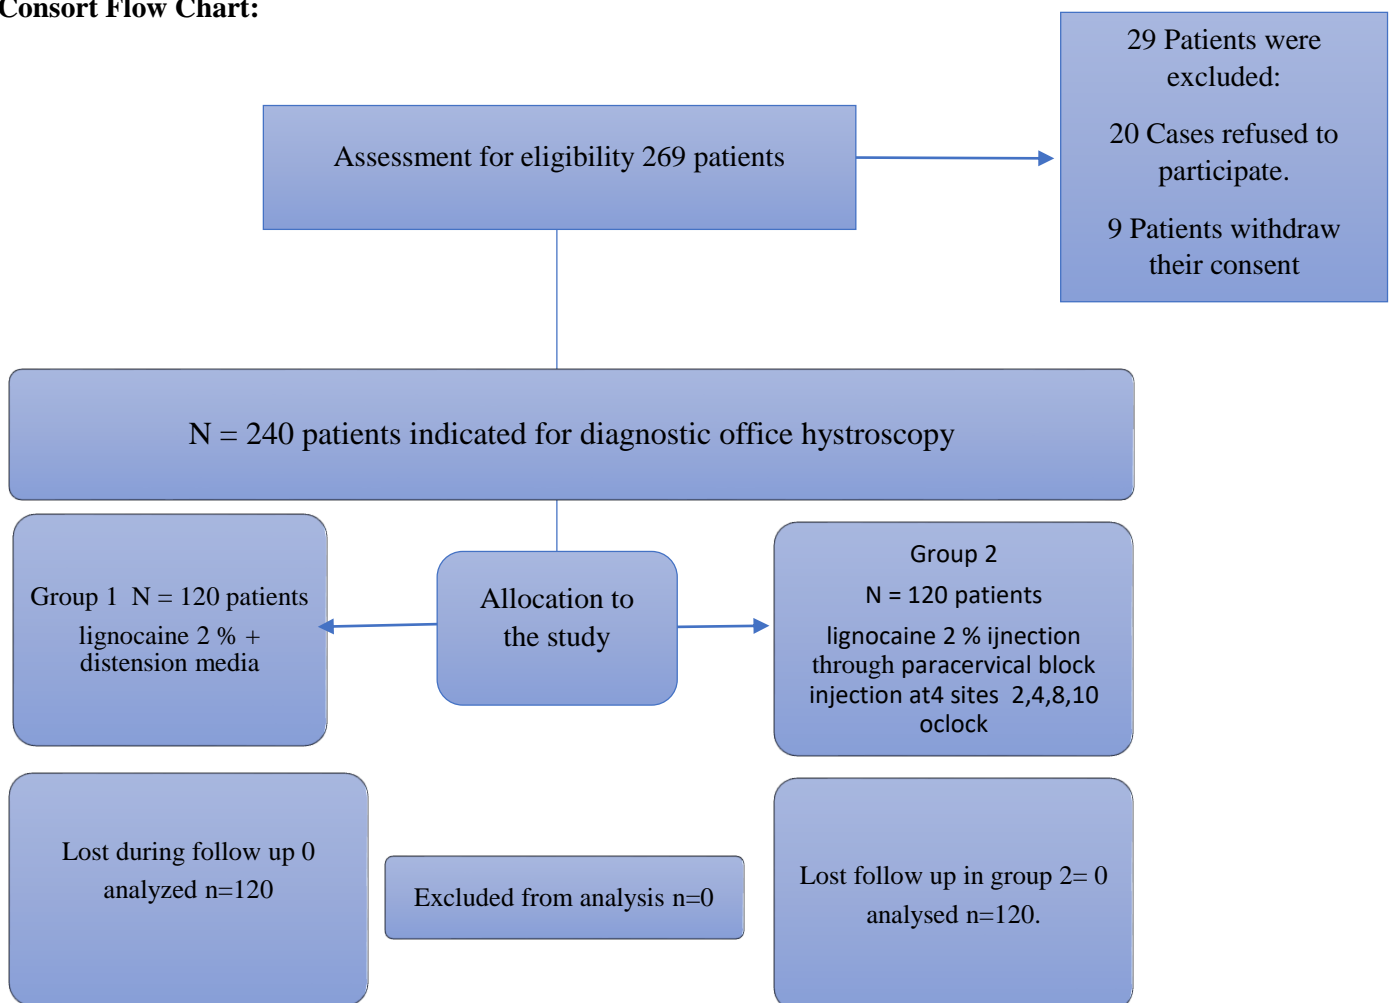 Consort Flow Chart:
29 Patients were
excluded:
20 Cases refused to
participate.
9 Patients withdraw
their consent
Assessment for eligibility 269 patients
N = 240 patients indicated for diagnostic office hystroscopy
Group 1  N = 120 patients
lignocaine 2 % +
distension media
Allocation to
the study
Group 2
N = 120 patients
lignocaine 2 % ijnection
through paracervical block
injection at4 sites  2,4,8,10
oclock
Lost during follow up 0
analyzed n=120
Excluded from analysis n=0
Lost follow up in group 2= 0
analysed n=120.